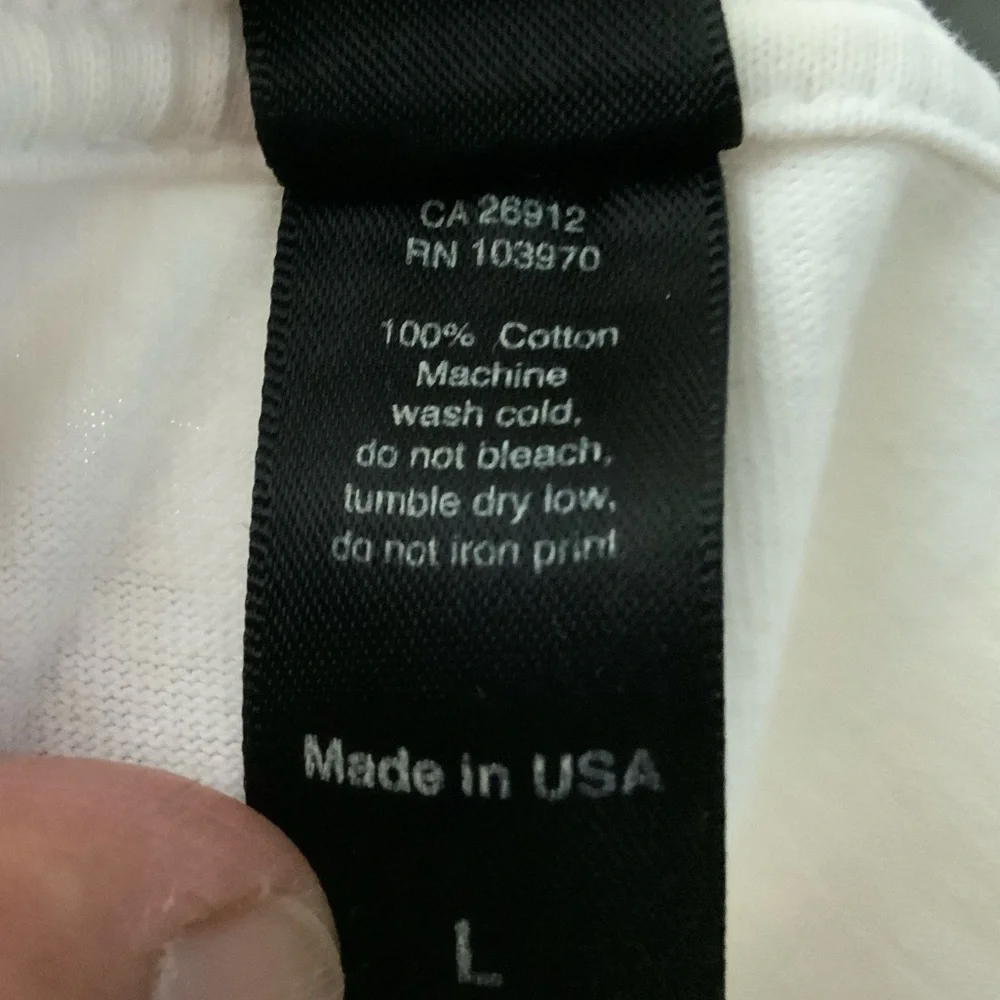 CA 26912
RN 103970
100% Cotton
Machine
wash cold,
do not bleach,
tumble dry low,
do not iron print
Made in USA
L